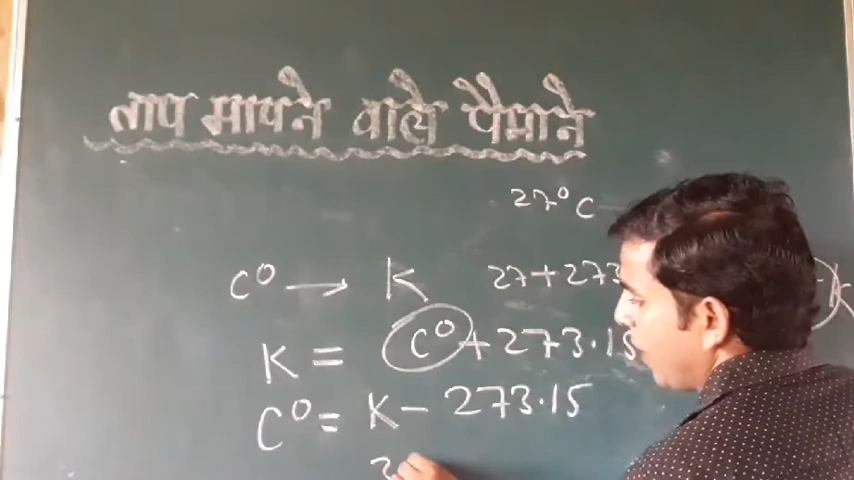 ताप मापने वाले पैमाने
27°C
C° → K
27+273
K
K = C°+273.15
C° = K-273.15